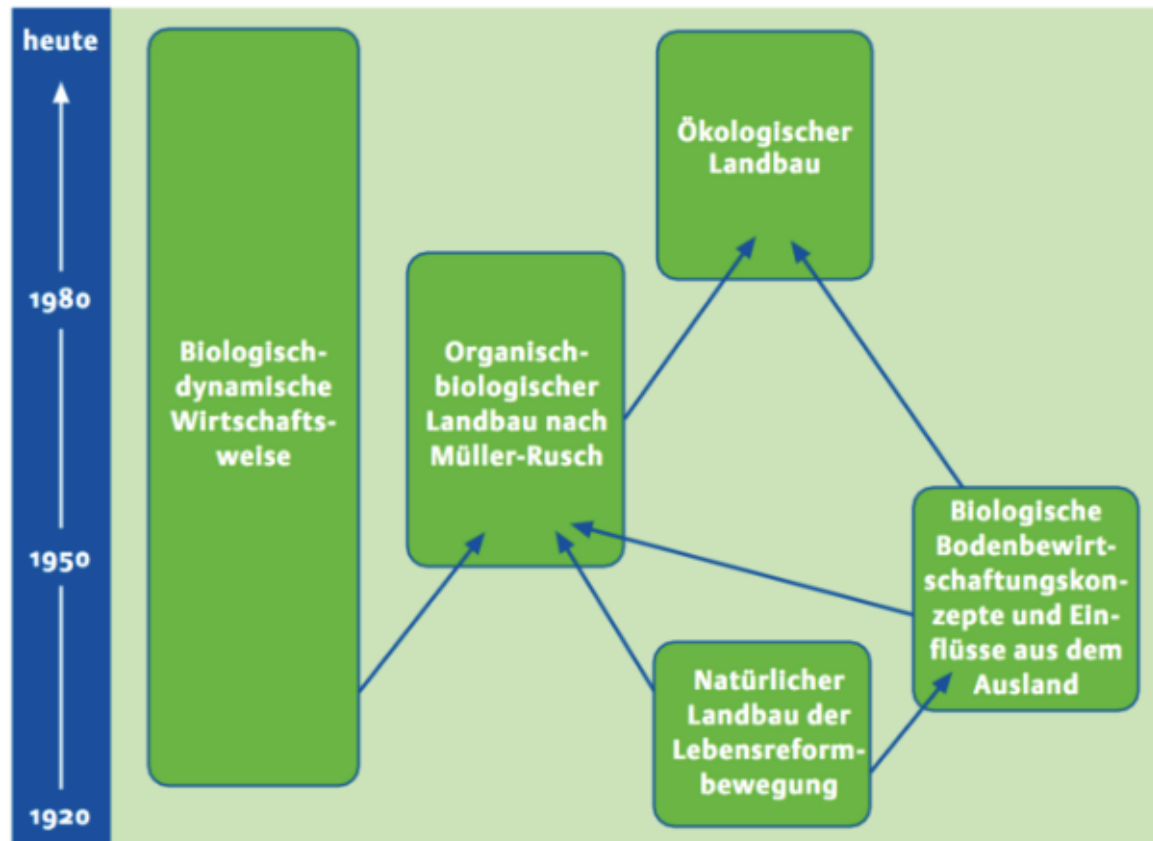 heute
1980
1950
1920
Biologisch-
dynamische
Wirtschafts-
weise
Organisch-
biologischer
Landbau nach
Müller-Rusch
Ökologischer
Landbau
Natürlicher
Landbau der
Lebensreform-
bewegung
Biologische
Bodenbewirt-
schaftungskon-
zepte und Ein-
flüsse aus dem
Ausland